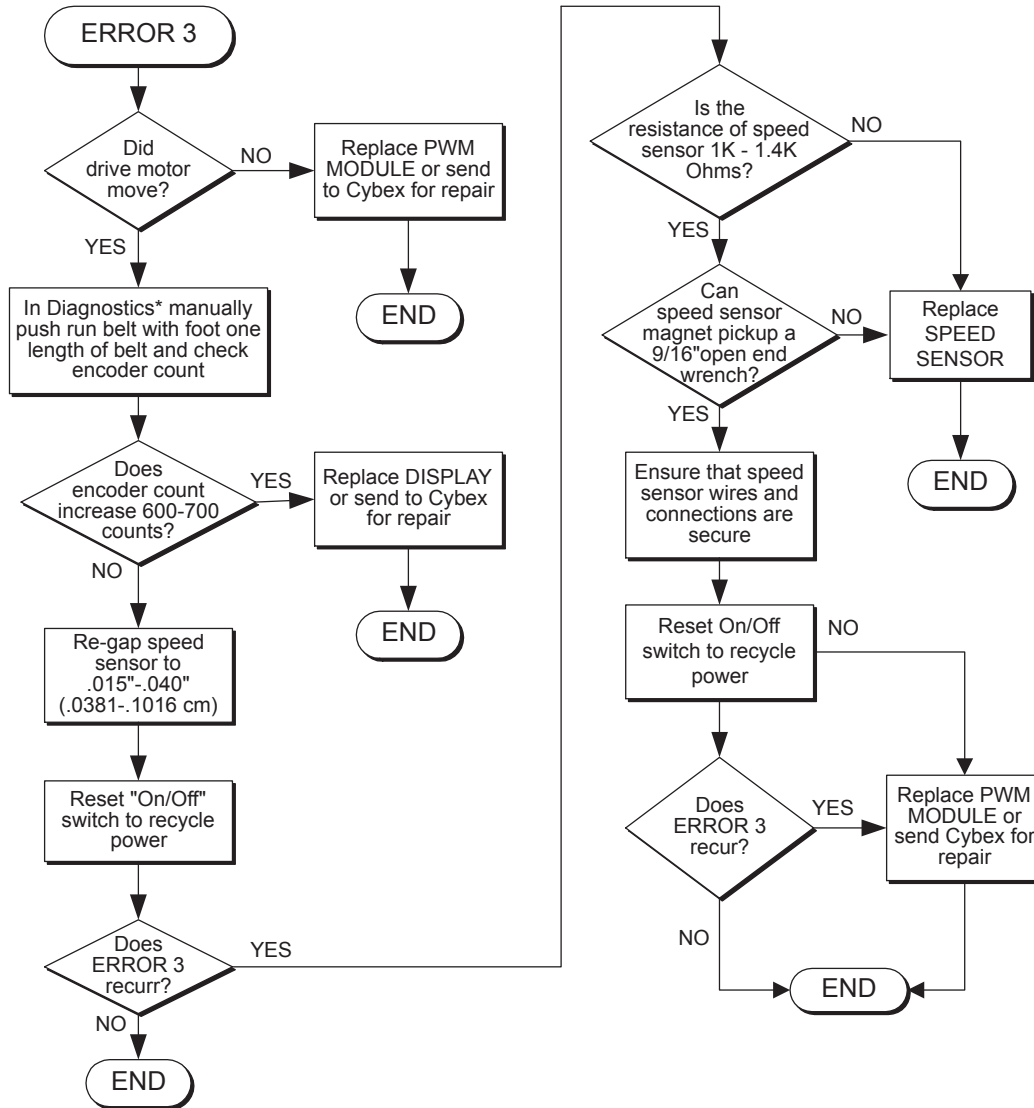 ERROR 3
Did
drive motor
move?
NO
Replace PWM
MODULE or send
to Cybex for repair
END
YES
In Diagnostics* manually
push run belt with foot one
length of belt and check
encoder count
Does
encoder count
increase 600-700
counts?
YES
Replace DISPLAY
or send to Cybex
for repair
END
NO
Re-gap speed
sensor to
.015"-.040"
(.0381-.1016 cm)
Reset "On/Off"
switch to recycle
power
Does
ERROR 3
recurr?
YES
NO
END
Is the
resistance of speed
sensor 1K - 1.4K
Ohms?
NO
YES
Can
speed sensor
magnet pickup a
9/16"open end
wrench?
NO
Replace
SPEED
SENSOR
END
YES
Ensure that speed
sensor wires and
connections are
secure
Reset On/Off
switch to recycle
power
NO
Does
ERROR 3
recur?
YES
Replace PWM
MODULE or
send Cybex for
repair
NO
END